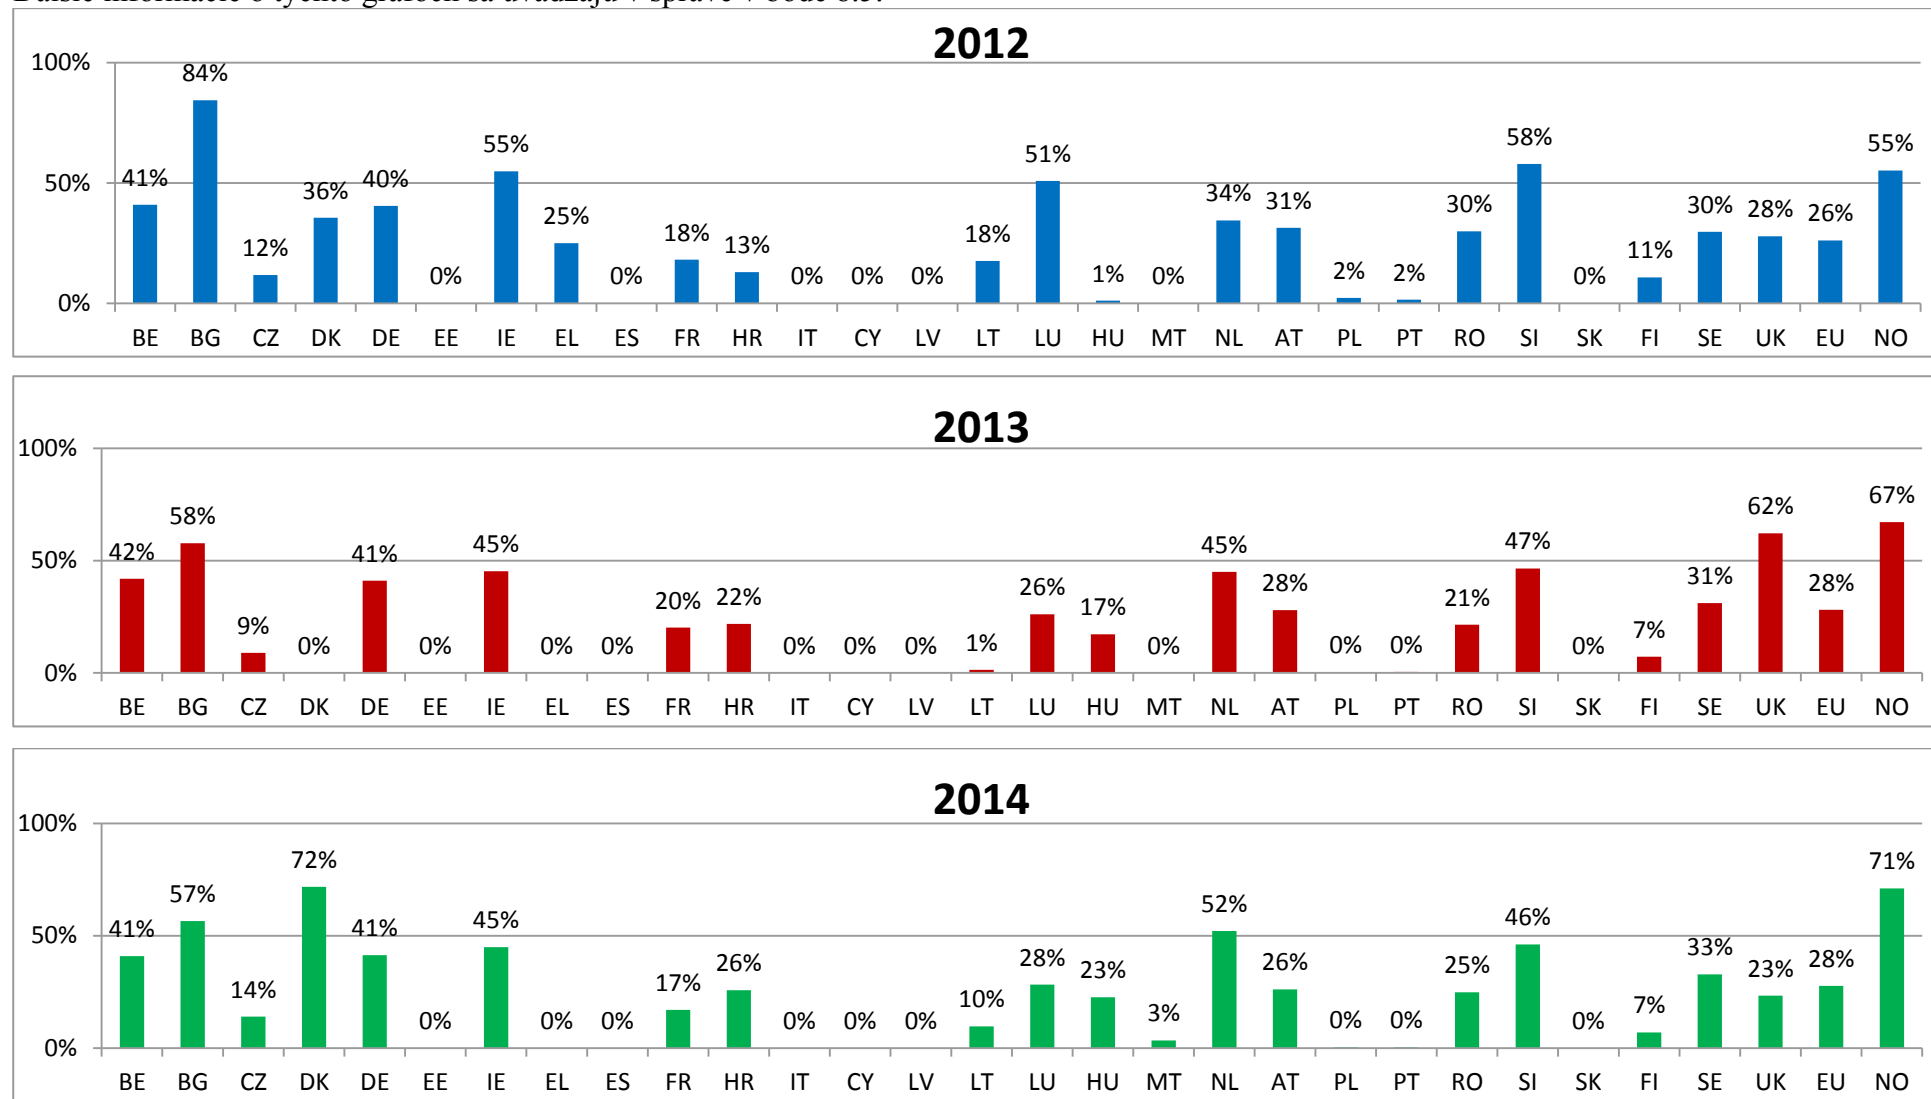 2012
100%
50%
0%
41% 84% 12% 36% 40% 0% 55% 25% 0% 18% 13% 0% 0% 0% 18% 51% 1% 0% 34% 31% 2% 2% 30% 58% 0% 11% 30% 28% 26% 55%
BE BG CZ DK DE EE IE EL ES FR HR IT CY LV LT LU HU MT NL AT PL PT RO SI SK FI SE UK EU NO
2013
100%
50%
0%
42% 58% 9% 0% 41% 0% 45% 0% 0% 20% 22% 0% 0% 0% 1% 26% 17% 0% 45% 28% 0% 0% 21% 47% 0% 7% 31% 62% 28% 67%
BE BG CZ DK DE EE IE EL ES FR HR IT CY LV LT LU HU MT NL AT PL PT RO SI SK FI SE UK EU NO
2014
100%
50%
0%
41% 57% 14% 72% 41% 0% 45% 0% 0% 17% 26% 0% 0% 0% 10% 28% 23% 3% 52% 26% 0% 0% 25% 46% 0% 7% 33% 23% 28% 71%
BE BG CZ DK DE EE IE EL ES FR HR IT CY LV LT LU HU MT NL AT PL PT RO SI SK FI SE UK EU NO